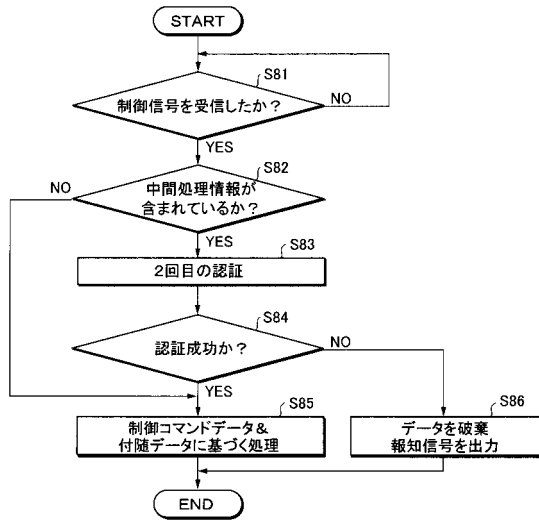 START
S81
制御信号を受信したか？
NO
YES
S82
NO
中間処理情報が
含まれているか？
YES
S83
2回目の認証
S84
認証成功か？
NO
YES
S85
制御コマンドデータ&
付随データに基づく処理
S86
データを破棄
報知信号を出力
END